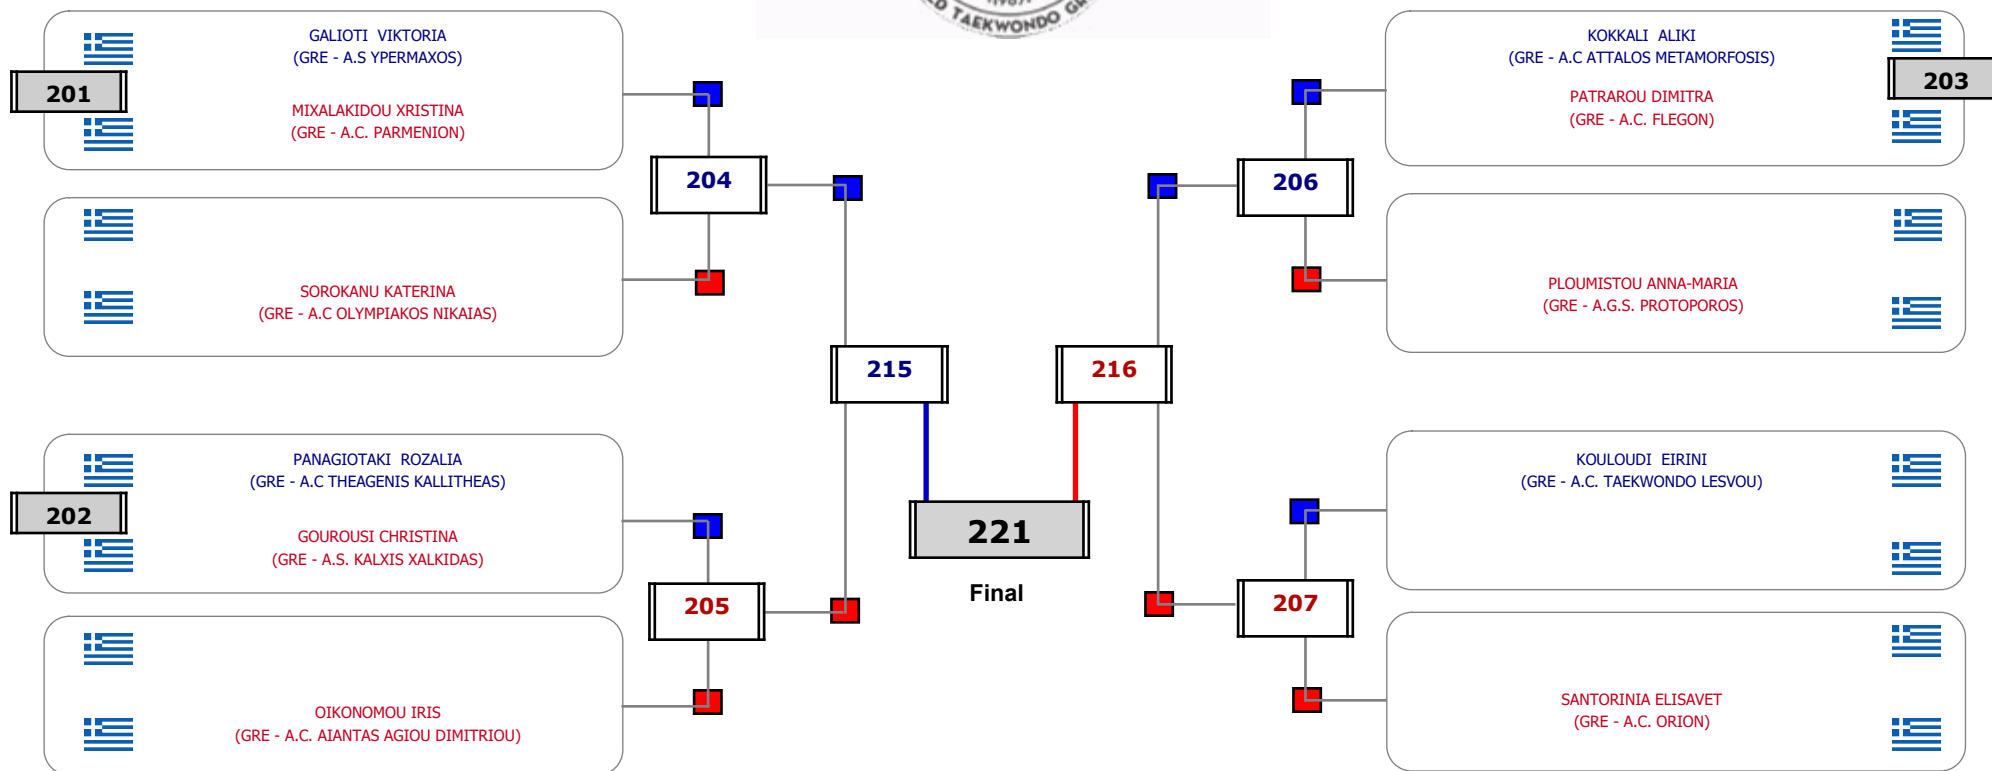 TAEKWONDO
GALIOTI VIKTORIA
(GRE - A.S YPERMAXOS)
201
MIXALAKIDOU XRISTINA
(GRE - A.C. PARMENION)
SOROKANU KATERINA
(GRE - A.C OLYMPIAKOS NIKAIAS)
204
PANAGIOTAKI ROZALIA
(GRE - A.C THEAGENIS KALLITHEAS)
202
GOUROUSI CHRISTINA
(GRE - A.S. KALXIS XALKIDAS)
OIKONOMOU IRIS
(GRE - A.C. AIANTAS AGIOU DIMITRIOU)
205
215
221
Final
216
KOKKALI ALIKI
(GRE - A.C ATTALOS METAMORFOSIS)
203
PATRAROU DIMITRA
(GRE - A.C. FLEGON)
206
PLOUMISTOU ANNA-MARIA
(GRE - A.G.S. PROTOPOROS)
KOULOUDI EIRINI
(GRE - A.C. TAEKWONDO LESVOU)
207
SANTORINIA ELISAVET
(GRE - A.C. ORION)